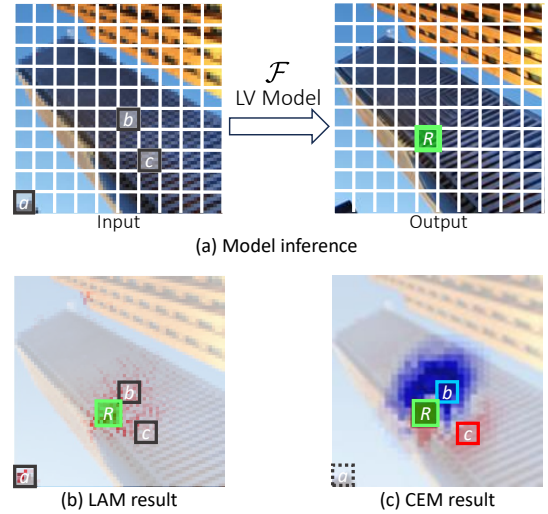 ℱ
LV Model
b
R
c
a
Input
Output
(a) Model inference
b
R
c
a
b
R
c
a
(b) LAM result
(c) CEM result